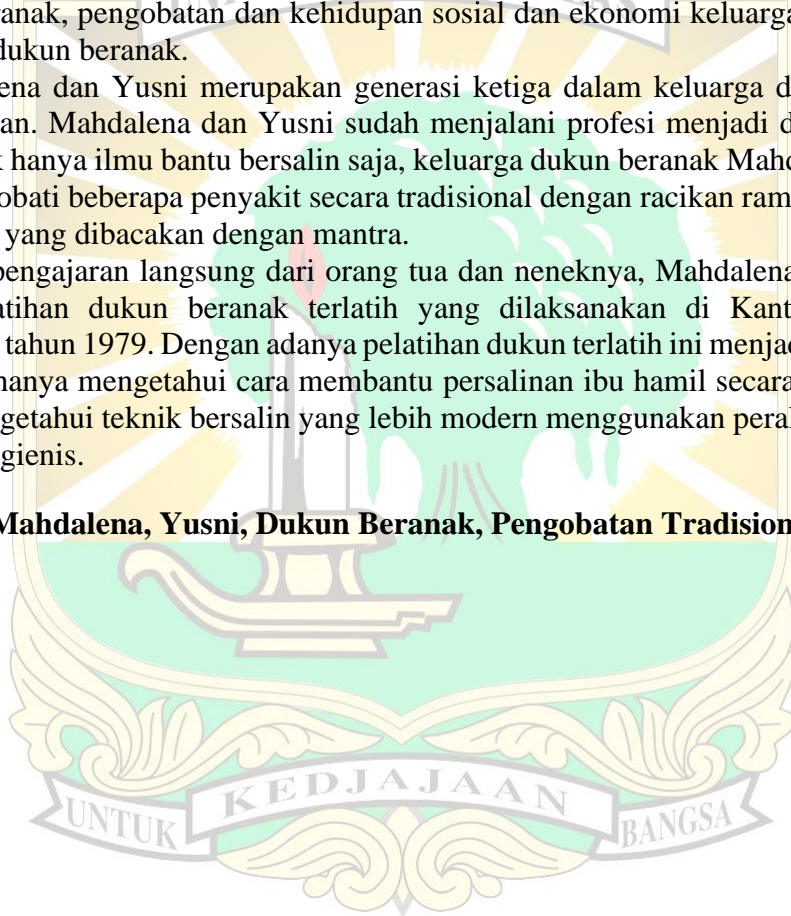 ranak, pengobatan dan kehidupan sosial dan ekonomi keluarga
dukun beranak.
ena dan Yusni merupakan generasi ketiga dalam keluarga d
an. Mahdalena dan Yusni sudah menjalani profesi menjadi d
k hanya ilmu bantu bersalin saja, keluarga dukun beranak Mahd
obati beberapa penyakit secara tradisional dengan racikan ram
yang dibacakan dengan mantra.
pengajaran langsung dari orang tua dan neneknya, Mahdalena
atihan dukun beranak terlatih yang dilaksanakan di Kant
tahun 1979. Dengan adanya pelatihan dukun terlatih ini menjad
hanya mengetahui cara membantu persalinan ibu hamil secara
getahui teknik bersalin yang lebih modern menggunakan peral
gienis.
Mahdalena, Yusni, Dukun Beranak, Pengobatan Tradision
UNTUK KEDJAJAAN BANGSA